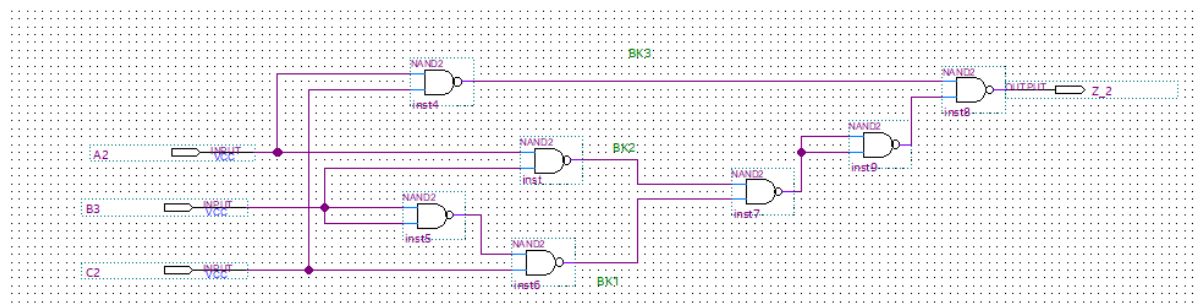 BK3
NAND2
inst4
NAND2
inst8
OUTPUT
Z_2
NAND2
inst9
A2
INPUT
VCC
NAND2
inst
BK2
NAND2
inst7
B3
INPUT
VCC
NAND2
inst5
C2
INPUT
VCC
NAND2
inst6
BK1